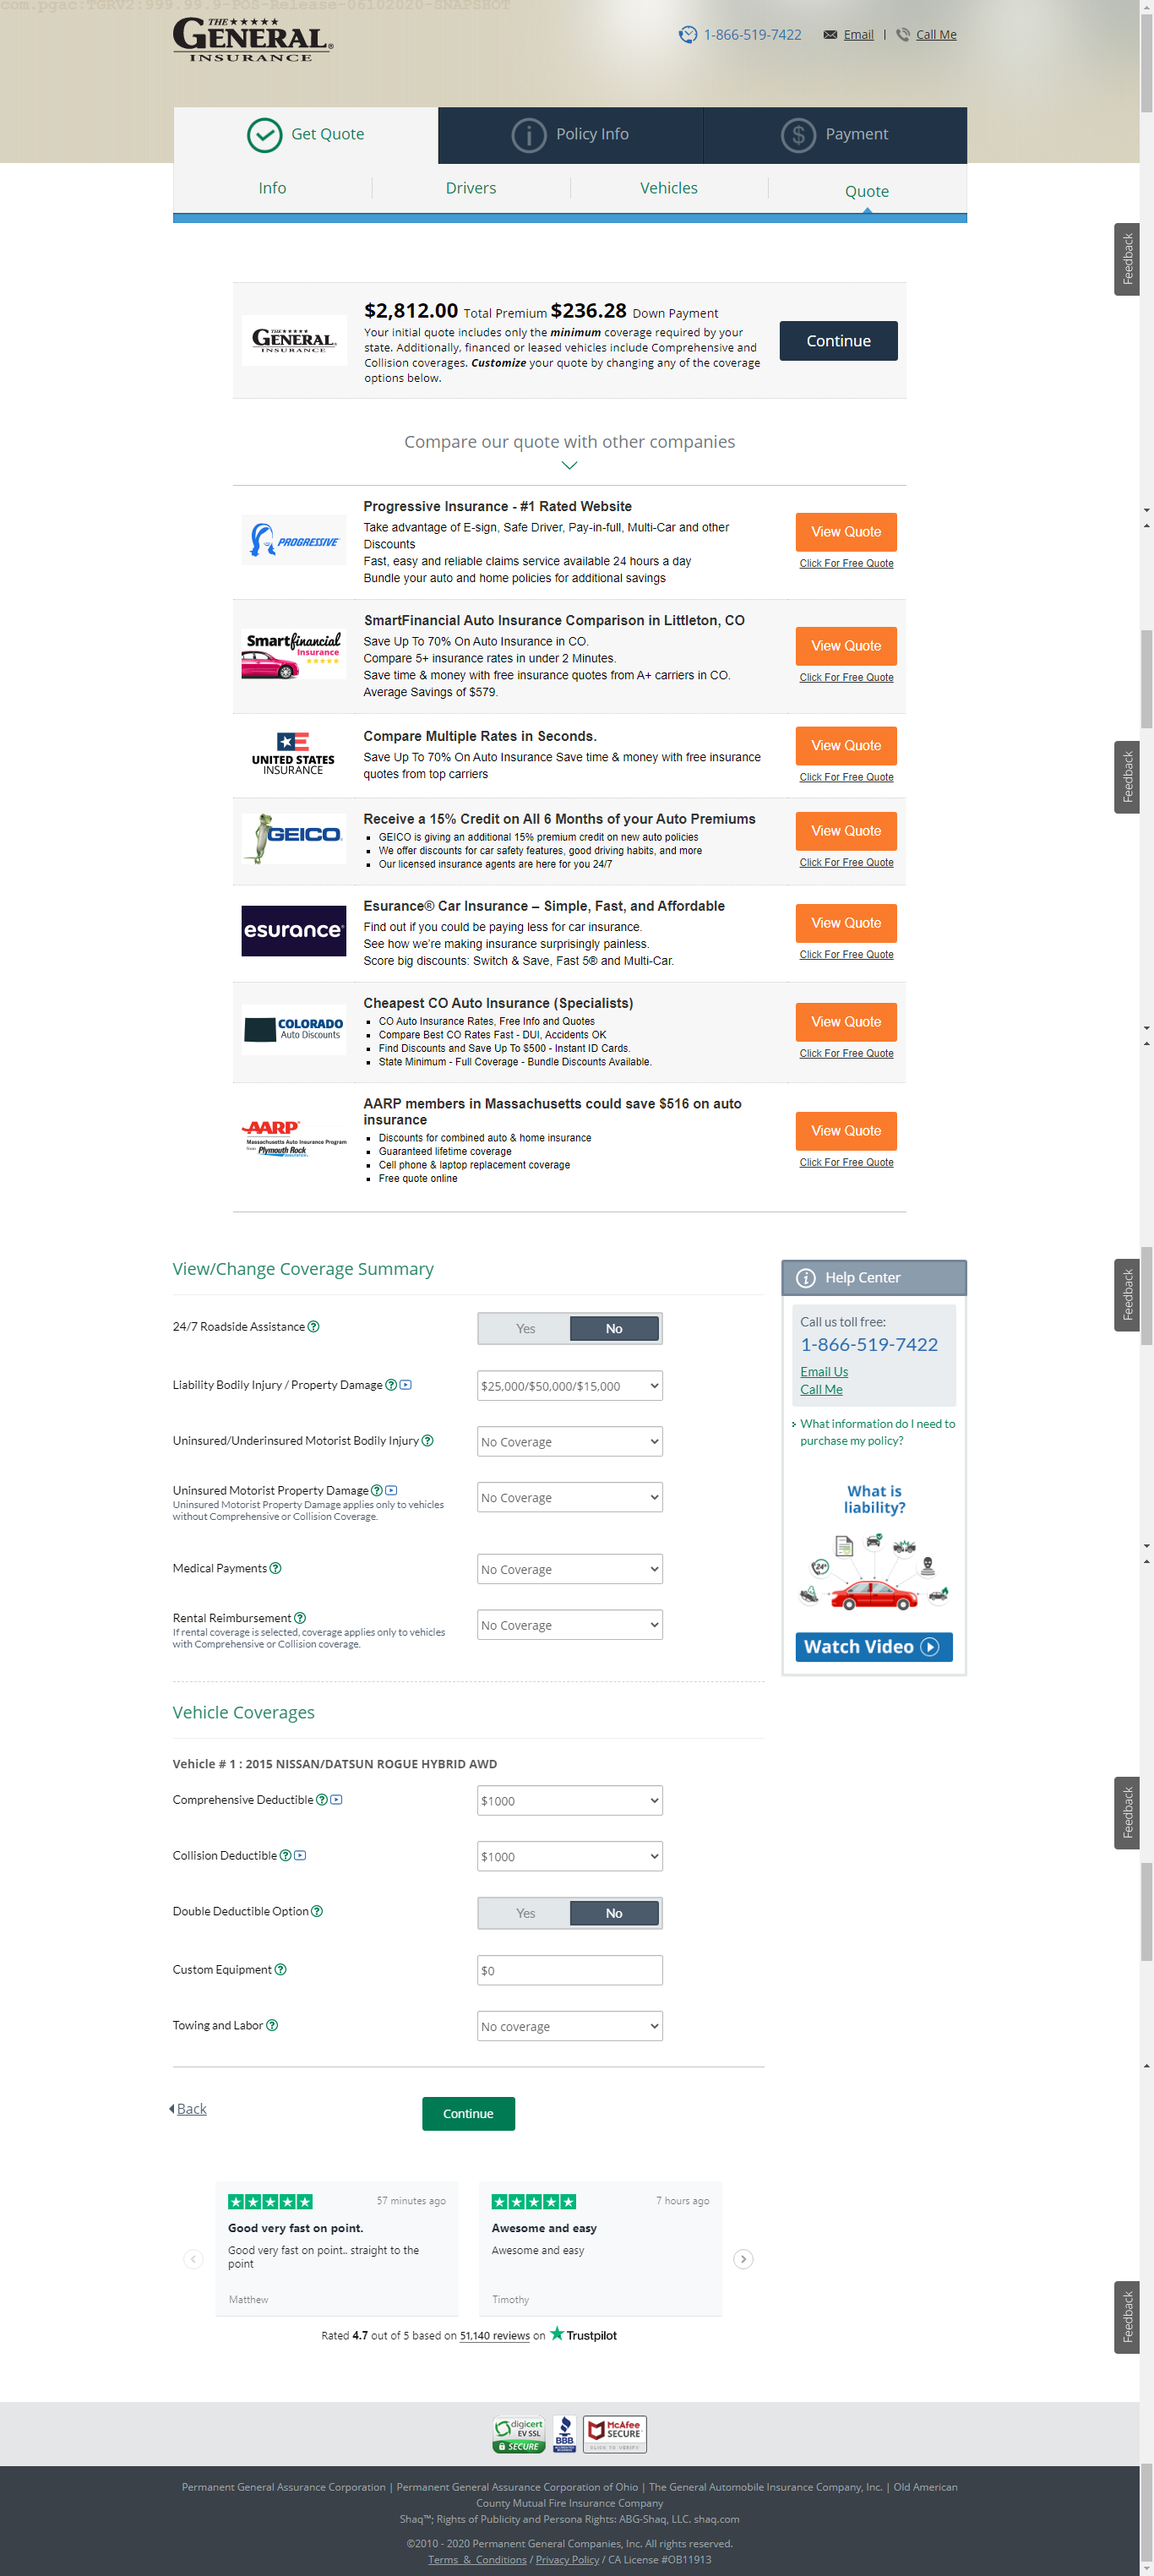 com.pgac:TGRV2:999.99.9-POS-Release-06102020-SNAPSHOT
THE
GENERAL
INSURANCE
1-866-519-7422 Email | Call Me
Get Quote Policy Info Payment
Info Drivers Vehicles Quote
Feedback
$2,812.00 Total Premium $236.28 Down Payment
THE
GENERAL
INSURANCE
Your initial quote includes only the minimum coverage required by your
state. Additionally, financed or leased vehicles include Comprehensive and
Collision coverages. Customize your quote by changing any of the coverage
options below.
Continue
Compare our quote with other companies
PROGRESSIVE
Progressive Insurance - #1 Rated Website
Take advantage of E-sign, Safe Driver, Pay-in-full, Multi-Car and other
Discounts
Fast, easy and reliable claims service available 24 hours a day
Bundle your auto and home policies for additional savings
View Quote
Click For Free Quote
Smartfinancial
Insurance
SmartFinancial Auto Insurance Comparison in Littleton, CO
Save Up To 70% On Auto Insurance in CO.
Compare 5+ insurance rates in under 2 Minutes.
Save time & money with free insurance quotes from A+ carriers in CO.
Average Savings of $579.
View Quote
Click For Free Quote
UNITED STATES
INSURANCE
Compare Multiple Rates in Seconds.
Save Up To 70% On Auto Insurance Save time & money with free insurance
quotes from top carriers
View Quote
Click For Free Quote
Feedback
GEICO
Receive a 15% Credit on All 6 Months of your Auto Premiums
GEICO is giving an additional 15% premium credit on new auto policies
We offer discounts for car safety features, good driving habits, and more
Our licensed insurance agents are here for you 24/7
View Quote
Click For Free Quote
esurance®
Esurance® Car Insurance – Simple, Fast, and Affordable
Find out if you could be paying less for car insurance.
See how we're making insurance surprisingly painless.
Score big discounts: Switch & Save, Fast 5® and Multi-Car.
View Quote
Click For Free Quote
COLORADO
Auto Discounts
Cheapest CO Auto Insurance (Specialists)
CO Auto Insurance Rates, Free Info and Quotes
Compare Best CO Rates Fast - DUI, Accidents OK
Find Discounts and Save Up To $500 - Instant ID Cards.
State Minimum - Full Coverage - Bundle Discounts Available.
View Quote
Click For Free Quote
AARP
Massachusetts Auto Insurance Program
from Plymouth Rock
AARP members in Massachusetts could save $516 on auto
insurance
Discounts for combined auto & home insurance
Guaranteed lifetime coverage
Cell phone & laptop replacement coverage
Free quote online
View Quote
Click For Free Quote
View/Change Coverage Summary
24/7 Roadside Assistance Yes No
Liability Bodily Injury / Property Damage $25,000/$50,000/$15,000
Uninsured/Underinsured Motorist Bodily Injury No Coverage
Uninsured Motorist Property Damage No Coverage
Uninsured Motorist Property Damage applies only to vehicles
without Comprehensive or Collision Coverage.
Medical Payments No Coverage
Rental Reimbursement No Coverage
If rental coverage is selected, coverage applies only to vehicles
with Comprehensive or Collision coverage.
Help Center
Call us toll free:
1-866-519-7422
Email Us
Call Me
What information do I need to
purchase my policy?
What is
liability?
24
Watch Video
Feedback
Vehicle Coverages
Vehicle # 1 : 2015 NISSAN/DATSUN ROGUE HYBRID AWD
Comprehensive Deductible $1000
Collision Deductible $1000
Double Deductible Option Yes No
Custom Equipment $0
Towing and Labor No coverage
Feedback
Back Continue
57 minutes ago
Good very fast on point.
Good very fast on point.. straight to the
point
Matthew
7 hours ago
Awesome and easy
Awesome and easy
Timothy
Rated 4.7 out of 5 based on 51,140 reviews on Trustpilot
Feedback
digicert
EV SSL
SECURE
BBB
McAfee
SECURE
CLICK TO VERIFY
Permanent General Assurance Corporation | Permanent General Assurance Corporation of Ohio | The General Automobile Insurance Company, Inc. | Old American
County Mutual Fire Insurance Company
Shaq™; Rights of Publicity and Persona Rights: ABG-Shaq, LLC. shaq.com
©2010 - 2020 Permanent General Companies, Inc. All rights reserved.
Terms & Conditions / Privacy Policy / CA License #OB11913